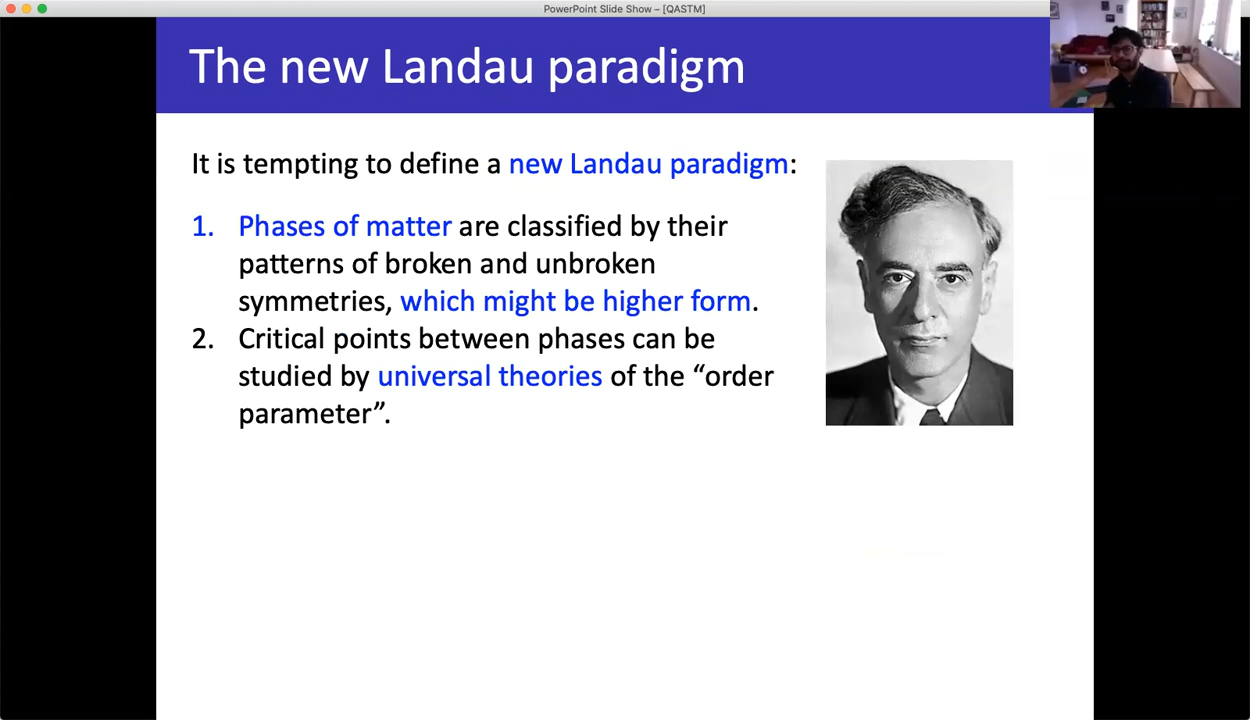 PowerPoint Slide Show – [QASTM]
The new Landau paradigm
It is tempting to define a new Landau paradigm:
1. Phases of matter are classified by their
patterns of broken and unbroken
symmetries, which might be higher form.
2. Critical points between phases can be
studied by universal theories of the “order
parameter”.